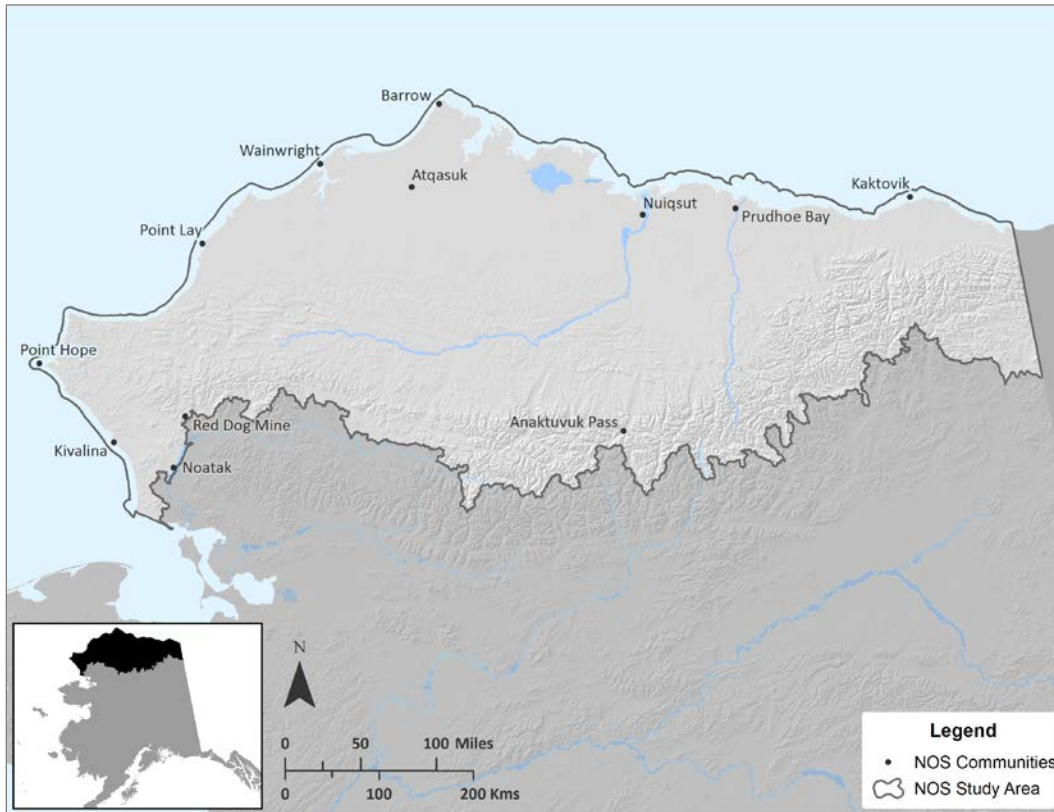 Barrow
Wainwright
Atqasuk
Kaktovik
Nuiqsut
Prudhoe Bay
Point Lay
Point Hope
Red Dog Mine
Anaktuvuk Pass
Kivalina
Noatak
N
0 50 100 Miles
0 100 200 Kms
Legend
NOS Communities
NOS Study Area